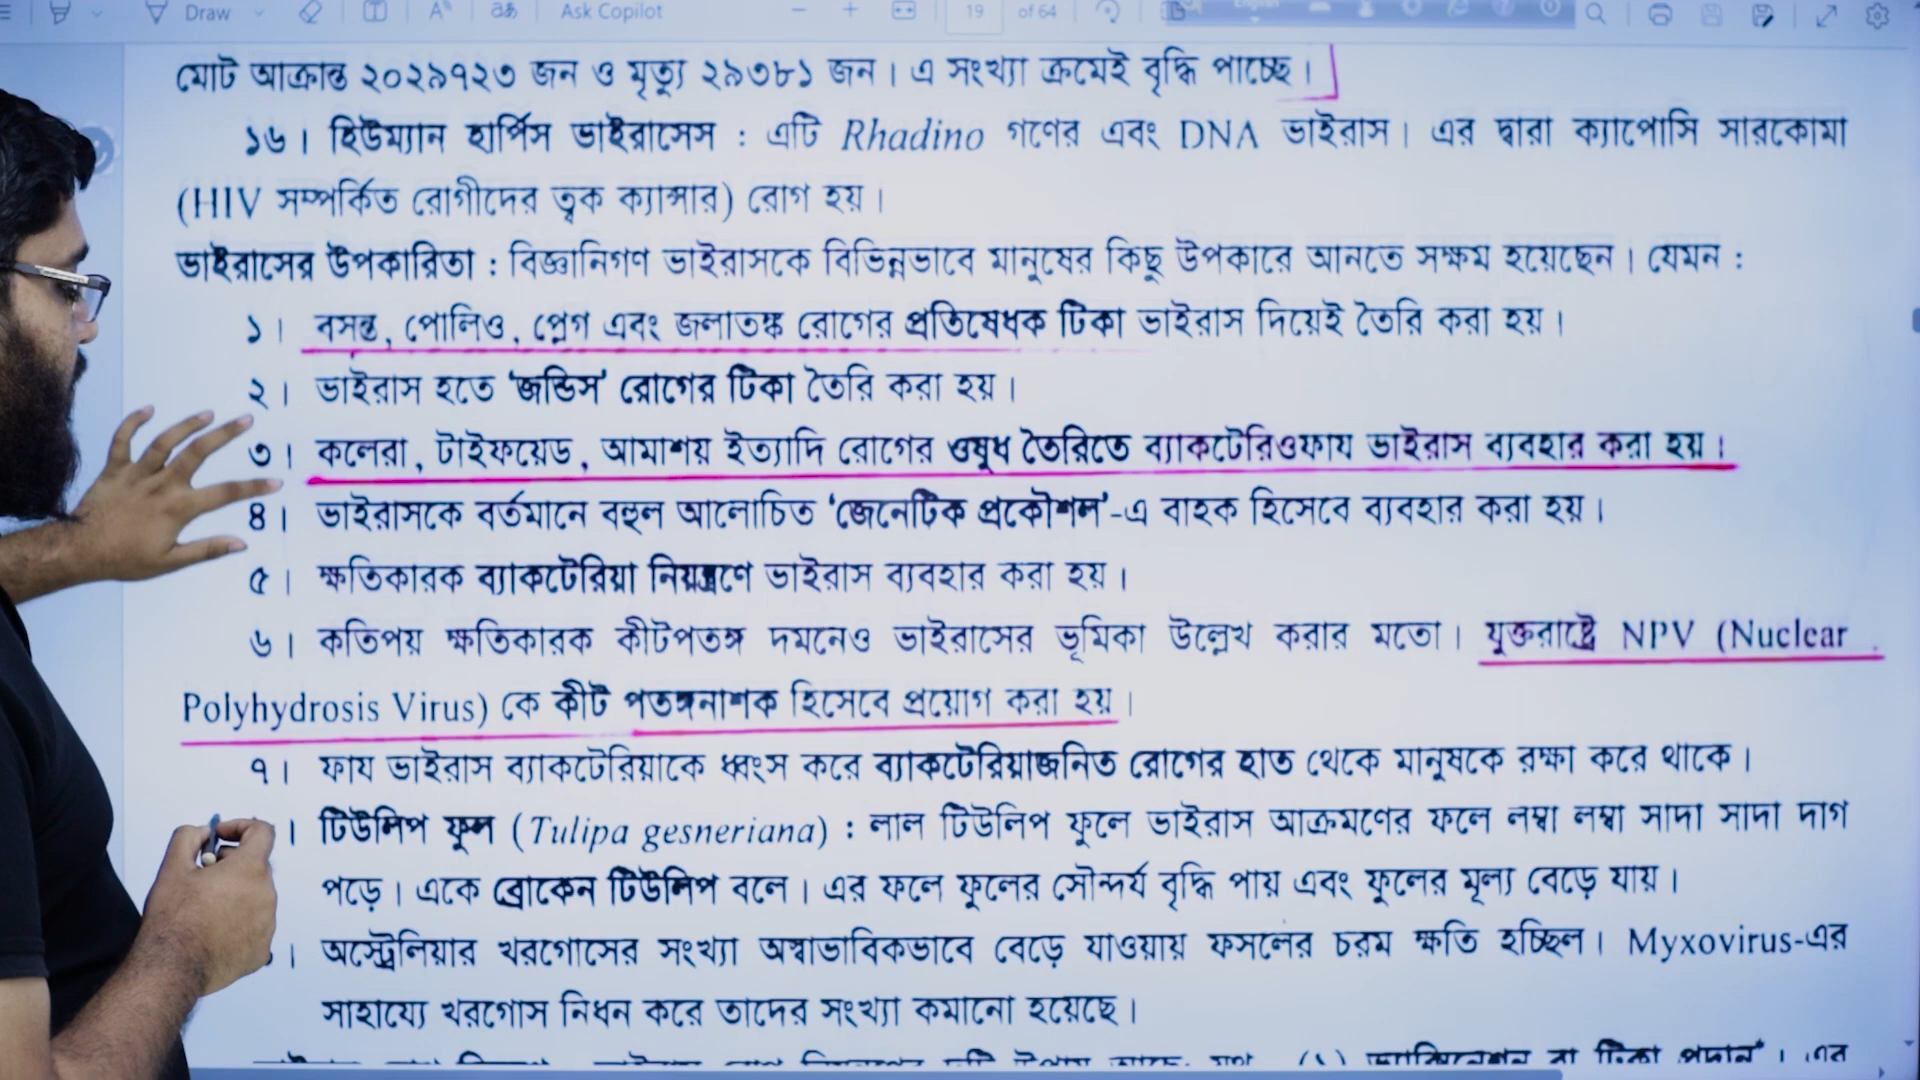 Draw Ask Copilot 19 of 64
মোট আক্রান্ত ২০২৯৭২৩ জন ও মৃত্যু ২৯৩৮১ জন। এ সংখ্যা ক্রমেই বৃদ্ধি পাচ্ছে।
১৬। হিউম্যান হার্পিস ভাইরাসেস : এটি Rhadino গণের এবং DNA ভাইরাস। এর দ্বারা ক্যাপোসি সারকোমা
(HIV সম্পর্কিত রোগীদের ত্বক ক্যান্সার) রোগ হয়।
ভাইরাসের উপকারিতা : বিজ্ঞানিগণ ভাইরাসকে বিভিন্নভাবে মানুষের কিছু উপকারে আনতে সক্ষম হয়েছেন। যেমন :
১। বসন্ত, পোলিও, প্লেগ এবং জলাতঙ্ক রোগের প্রতিষেধক টিকা ভাইরাস দিয়েই তৈরি করা হয়।
২। ভাইরাস হতে 'জন্ডিস' রোগের টিকা তৈরি করা হয়।
৩। কলেরা, টাইফয়েড, আমাশয় ইত্যাদি রোগের ওষুধ তৈরিতে ব্যাকটেরিওফায ভাইরাস ব্যবহার করা হয়।
৪। ভাইরাসকে বর্তমানে বহুল আলোচিত 'জেনেটিক প্রকৌশল'-এ বাহক হিসেবে ব্যবহার করা হয়।
৫। ক্ষতিকারক ব্যাকটেরিয়া নিয়ন্ত্রণে ভাইরাস ব্যবহার করা হয়।
৬। কতিপয় ক্ষতিকারক কীটপতঙ্গ দমনেও ভাইরাসের ভূমিকা উল্লেখ করার মতো। যুক্তরাষ্ট্রে NPV (Nuclear
Polyhydrosis Virus) কে কীট পতঙ্গনাশক হিসেবে প্রয়োগ করা হয়।
৭। ফায ভাইরাস ব্যাকটেরিয়াকে ধ্বংস করে ব্যাকটেরিয়াজনিত রোগের হাত থেকে মানুষকে রক্ষা করে থাকে।
। টিউলিপ ফুল (Tulipa gesneriana) : লাল টিউলিপ ফুলে ভাইরাস আক্রমণের ফলে লম্বা লম্বা সাদা সাদা দাগ
পড়ে। একে ব্রোকেন টিউলিপ বলে। এর ফলে ফুলের সৌন্দর্য বৃদ্ধি পায় এবং ফুলের মূল্য বেড়ে যায়।
। অস্ট্রেলিয়ার খরগোসের সংখ্যা অস্বাভাবিকভাবে বেড়ে যাওয়ায় ফসলের চরম ক্ষতি হচ্ছিল। Myxovirus-এর
সাহায্যে খরগোস নিধন করে তাদের সংখ্যা কমানো হয়েছে।